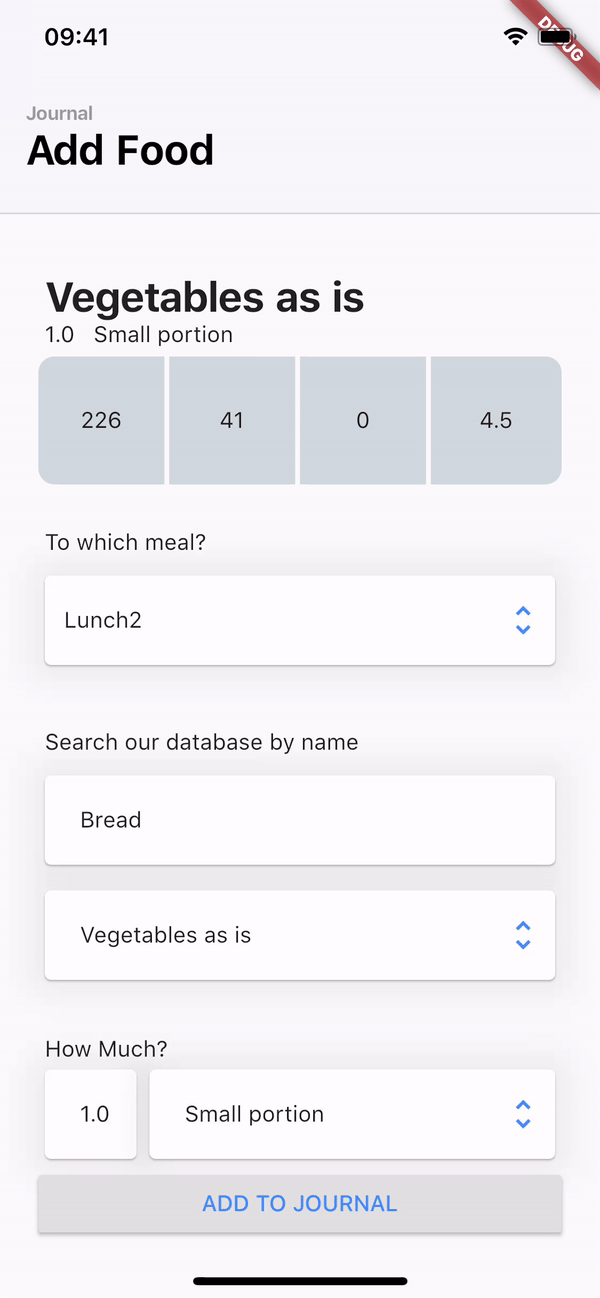 09:41
DEBUG
Journal
Add Food
Vegetables as is
1.0 Small portion
226 41 0 4.5
To which meal?
Lunch2
Search our database by name
Bread
Vegetables as is
How Much?
1.0 Small portion
ADD TO JOURNAL